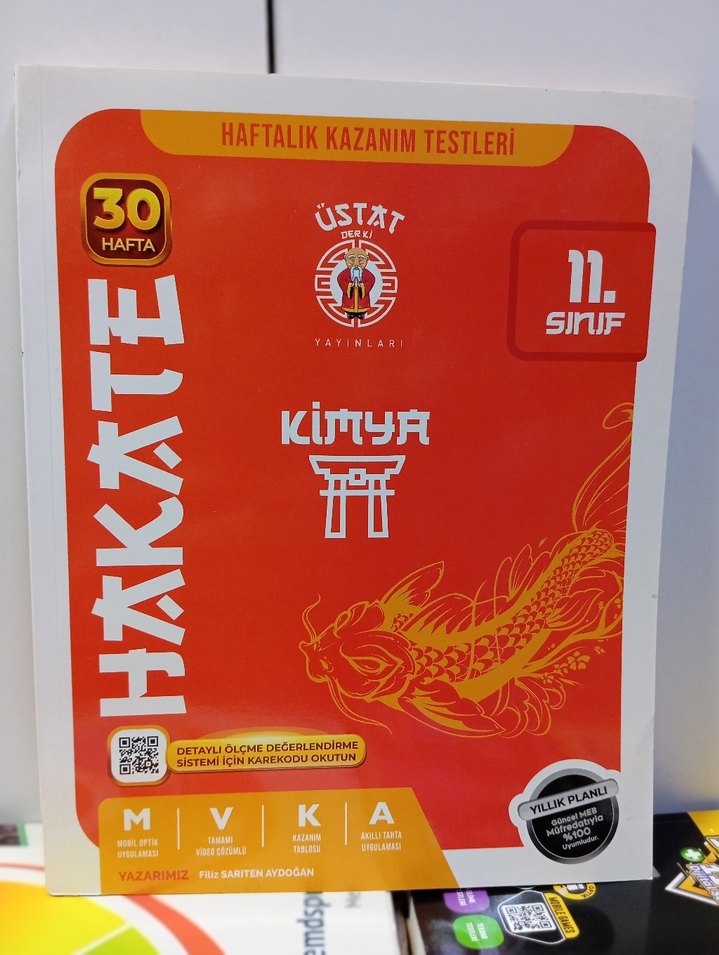 HAFTALIK KAZANIM TESTLERİ
30
HAFTA
ÜSTAT
DER Kİ
YAYINLARI
11.
SINIF
HAKATE
KİMYA
DETAYLI ÖLÇME DEĞERLENDİRME
SİSTEMİ İÇİN KAREKODU OKUTUN
M
MOBİL OPTİK
UYGULAMASI
V
TAMAMI
VİDEO ÇÖZÜMLÜ
K
KAZANIM
TABLOSU
A
AKILLI TAHTA
UYGULAMASI
YILLIK PLANLI
Güncel MEB
Müfredatıyla
%100
Uyumludur.
YAZARIMIZ Filiz SARITEN AYDOĞAN
MOBILE GAMES